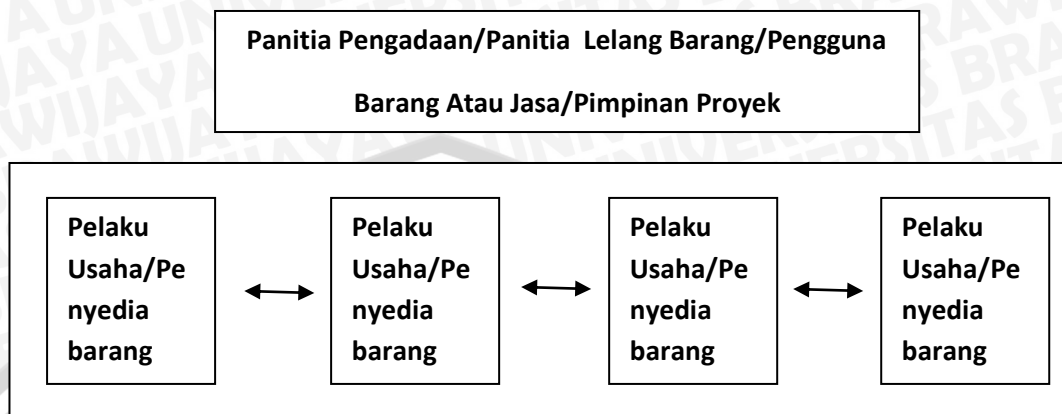 Panitia Pengadaan/Panitia Lelang Barang/Pengguna
Barang Atau Jasa/Pimpinan Proyek
Pelaku
Usaha/Pe
nyedia
barang
Pelaku
Usaha/Pe
nyedia
barang
Pelaku
Usaha/Pe
nyedia
barang
Pelaku
Usaha/Pe
nyedia
barang